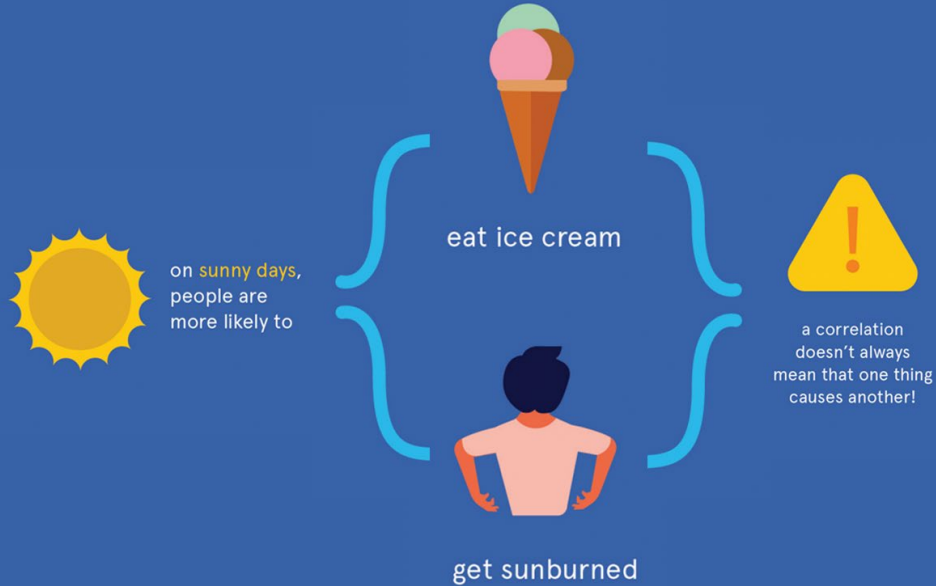 on sunny days,
people are
more likely to
eat ice cream
get sunburned
a correlation
doesn't always
mean that one thing
causes another!